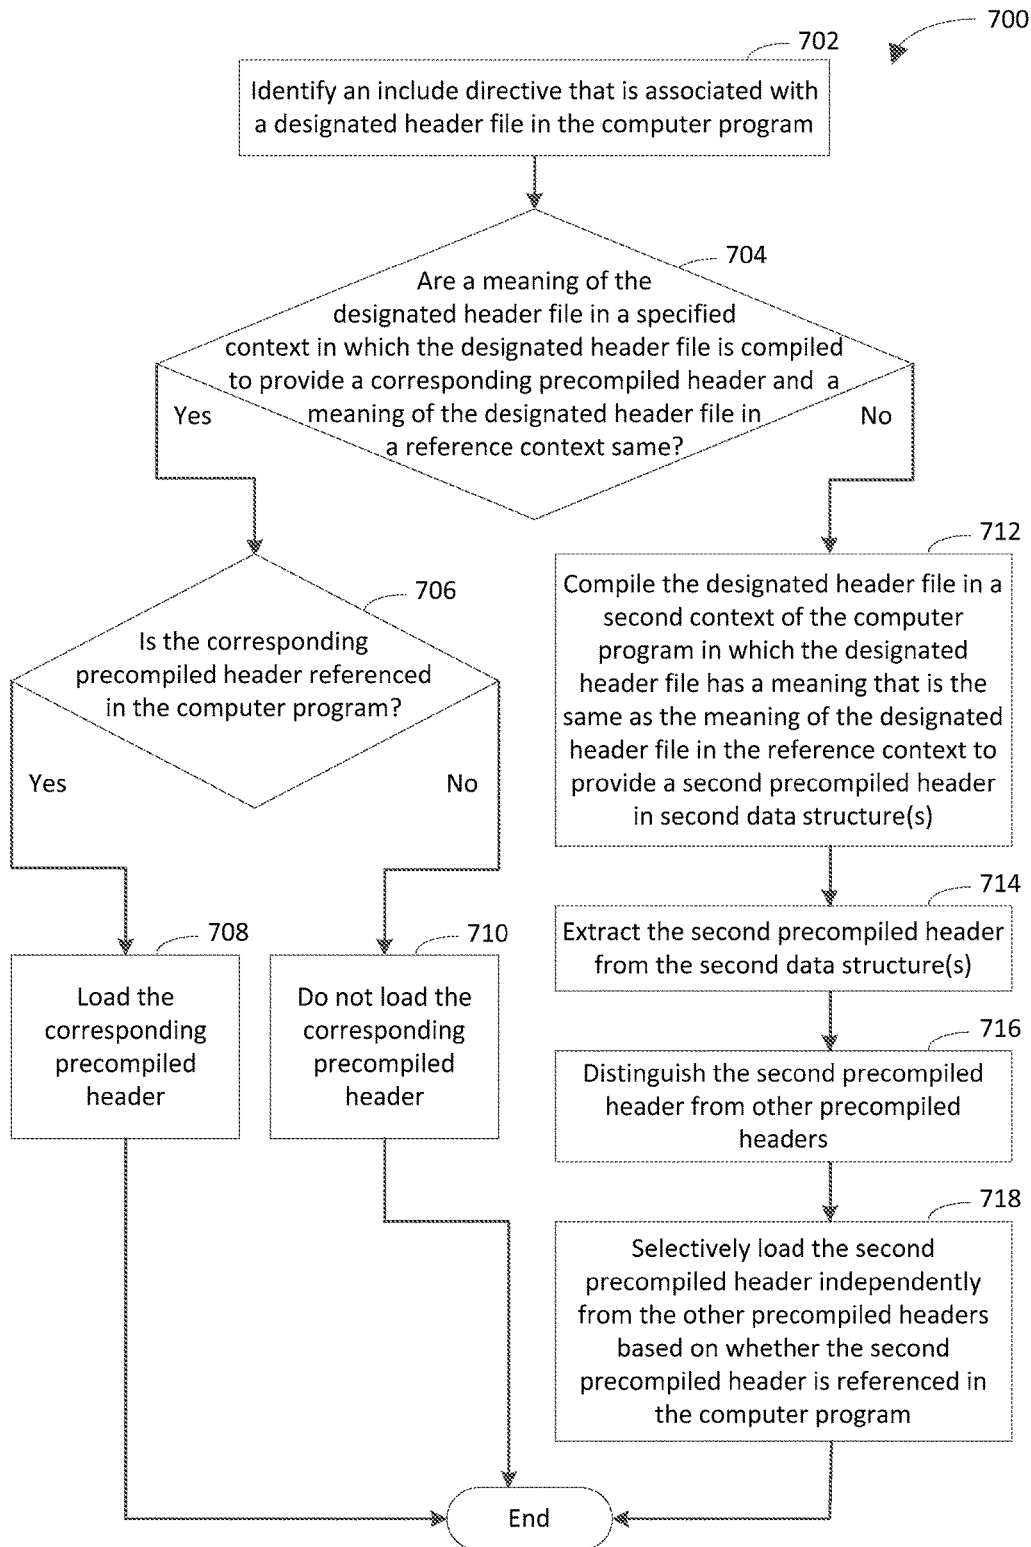 700
702
Identify an include directive that is associated with
a designated header file in the computer program
704
Are a meaning of the
designated header file in a specified
context in which the designated header file is compiled
to provide a corresponding precompiled header and a
meaning of the designated header file in
a reference context same?
Yes
No
706
Is the corresponding
precompiled header referenced
in the computer program?
Yes
No
708
Load the
corresponding
precompiled
header
710
Do not load the
corresponding
precompiled
header
712
Compile the designated header file in a
second context of the computer
program in which the designated
header file has a meaning that is the
same as the meaning of the designated
header file in the reference context to
provide a second precompiled header
in second data structure(s)
714
Extract the second precompiled header
from the second data structure(s)
716
Distinguish the second precompiled
header from other precompiled
headers
718
Selectively load the second
precompiled header independently
from the other precompiled headers
based on whether the second
precompiled header is referenced in
the computer program
End